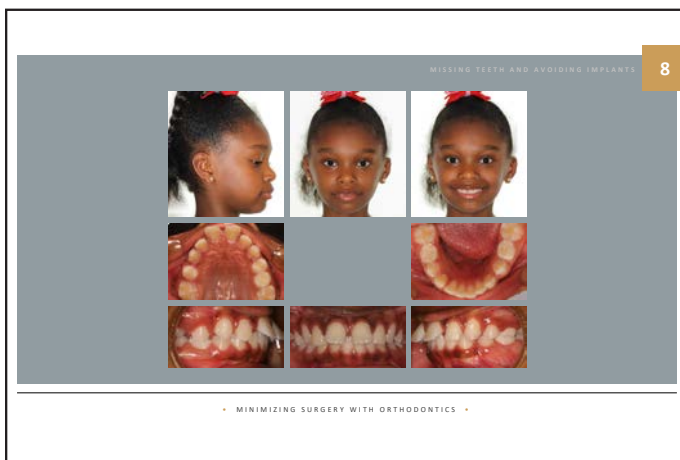 MISSING TEETH AND AVOIDING IMPLANTS 8
• MINIMIZING SURGERY WITH ORTHODONTICS •